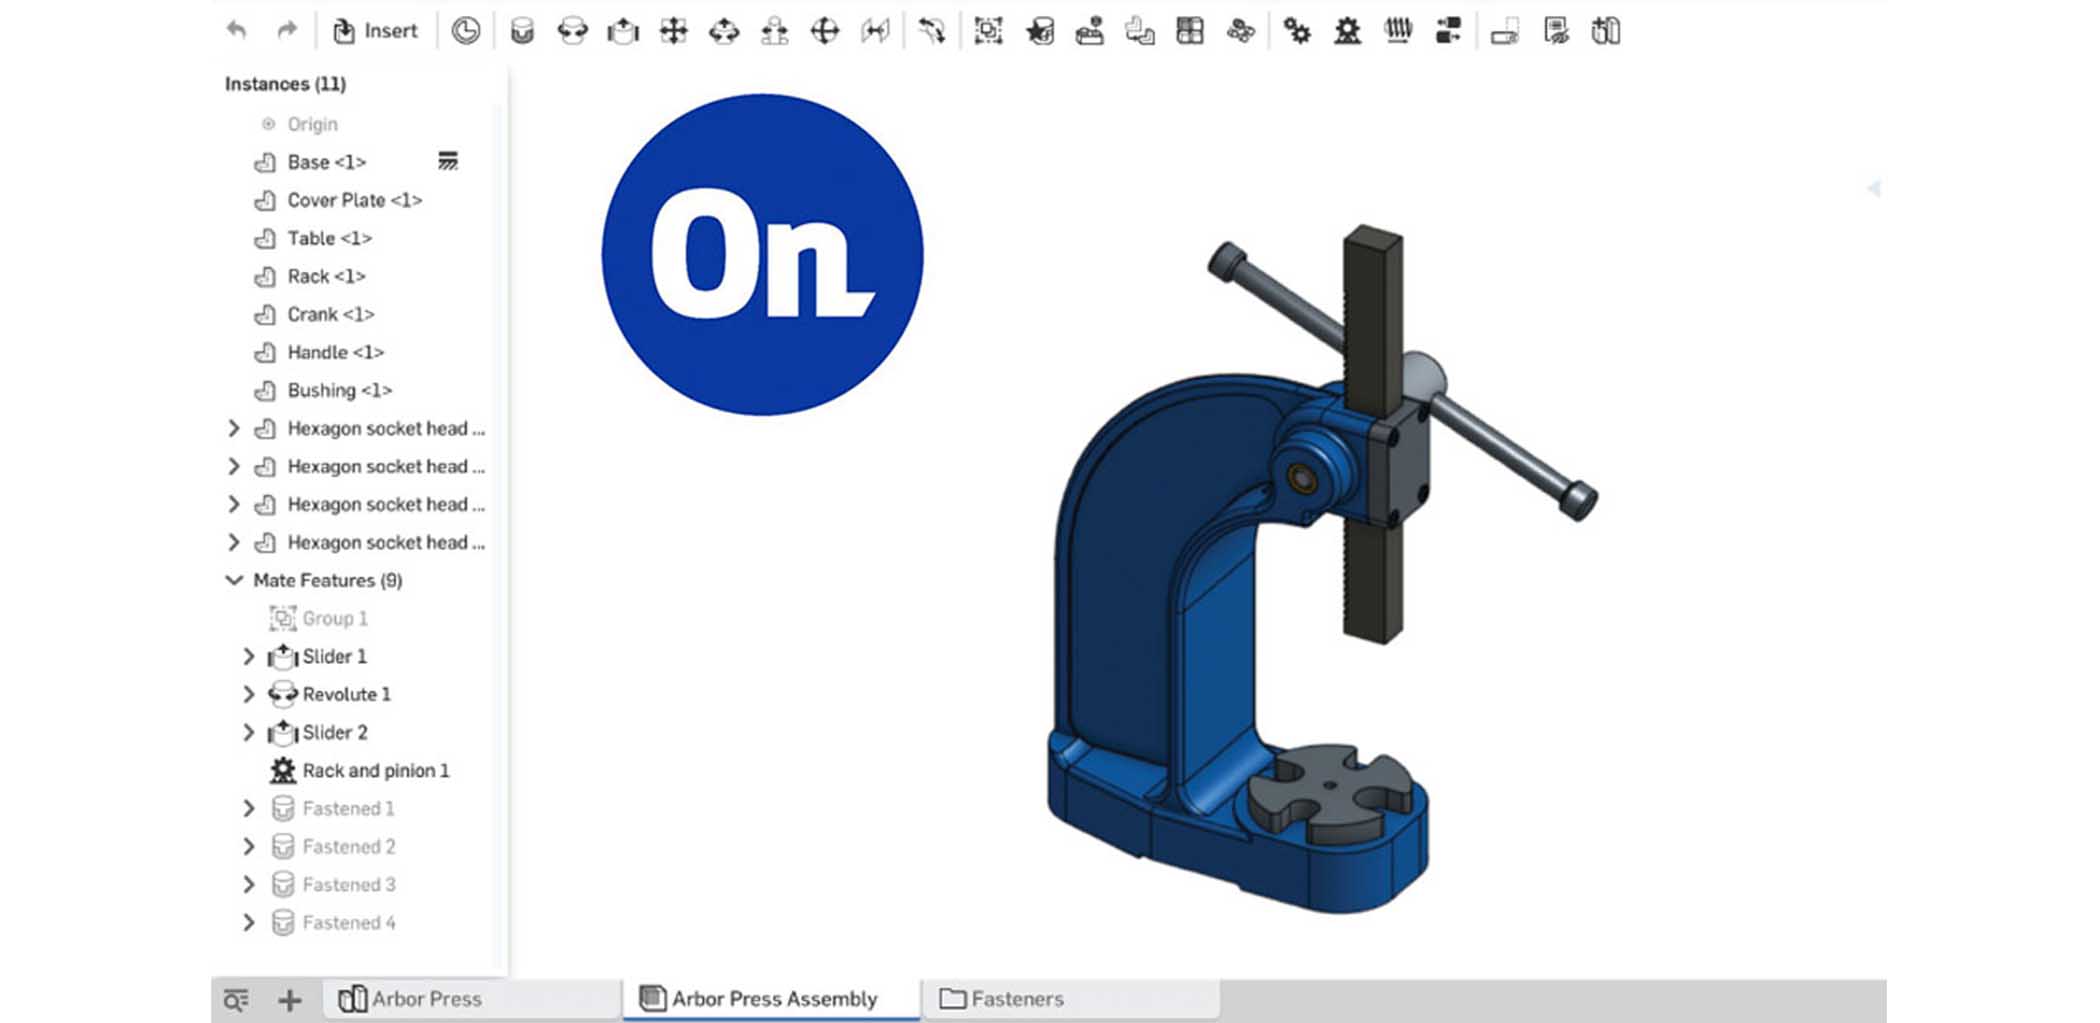 Insert
Instances (11)
Origin
Base <1>
Cover Plate <1>
Table <1>
Rack <1>
Crank <1>
Handle <1>
Bushing <1>
Hexagon socket head ...
Hexagon socket head ...
Hexagon socket head ...
Hexagon socket head ...
Mate Features (9)
Group 1
Slider 1
Revolute 1
Slider 2
Rack and pinion 1
Fastened 1
Fastened 2
Fastened 3
Fastened 4
On
Arbor Press
Arbor Press Assembly
Fasteners